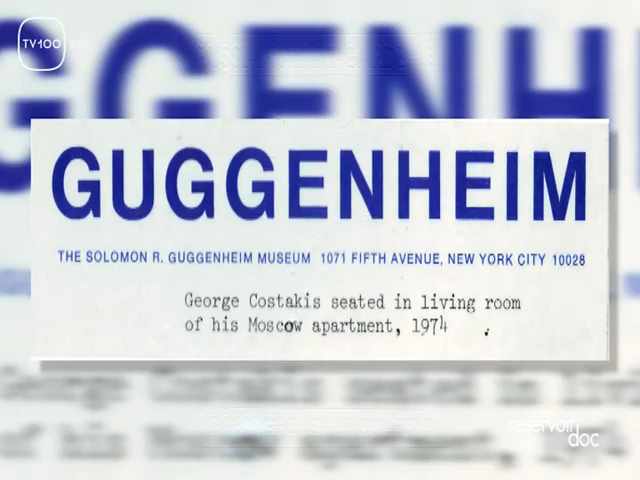 TV100
GUGGENHEIM
THE SOLOMON R. GUGGENHEIM MUSEUM 1071 FIFTH AVENUE, NEW YORK CITY 10028
George Costakis seated in living room
of his Moscow apartment, 1974
reservoir
doc